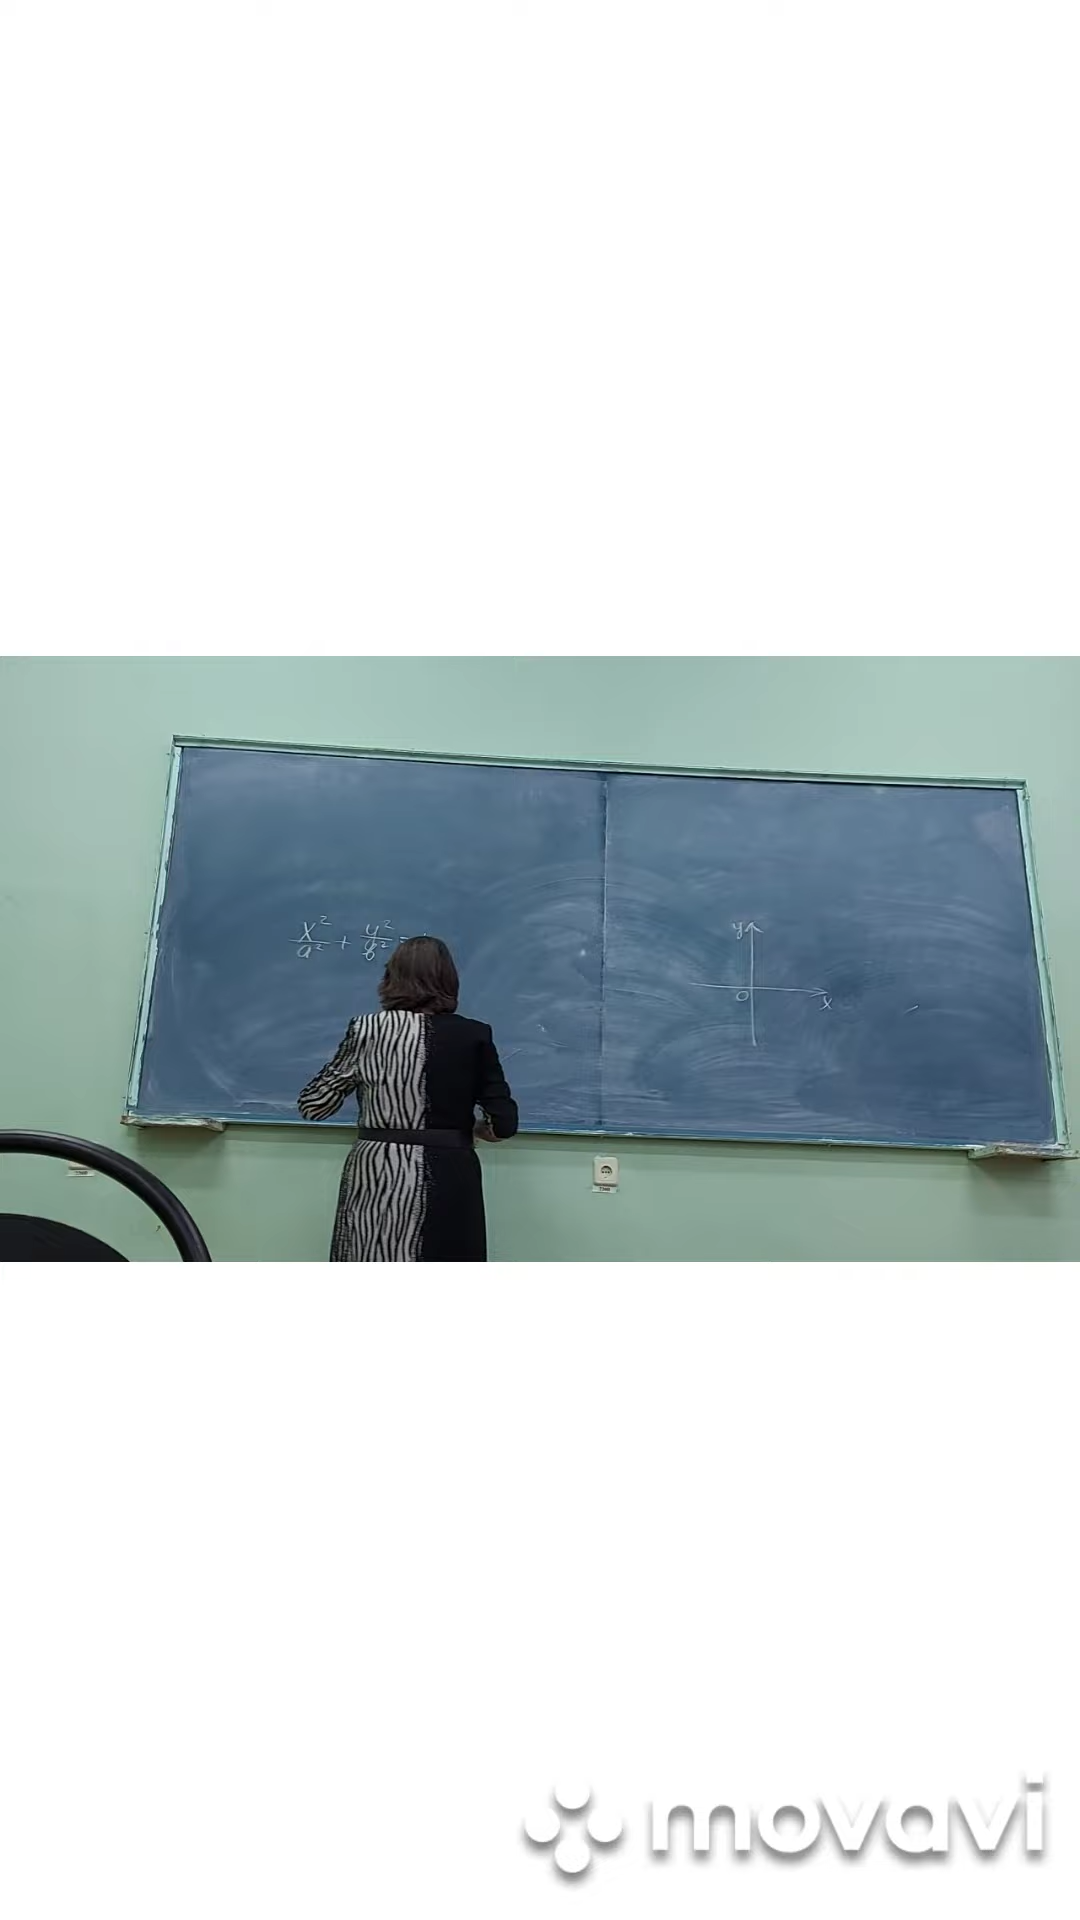 x²/a² + y²/b² =
y
0
x
movavi